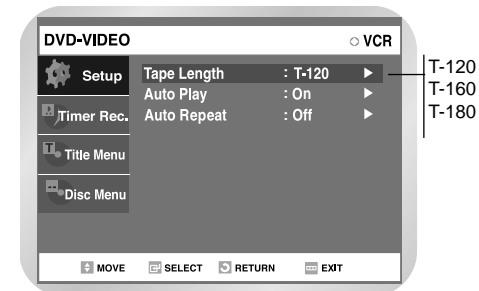 DVD-VIDEO ○ VCR
Setup
Timer Rec.
Title Menu
Disc Menu
Tape Length : T-120 ►
Auto Play : On ►
Auto Repeat : Off ►
T-120
T-160
T-180
MOVE SELECT RETURN EXIT